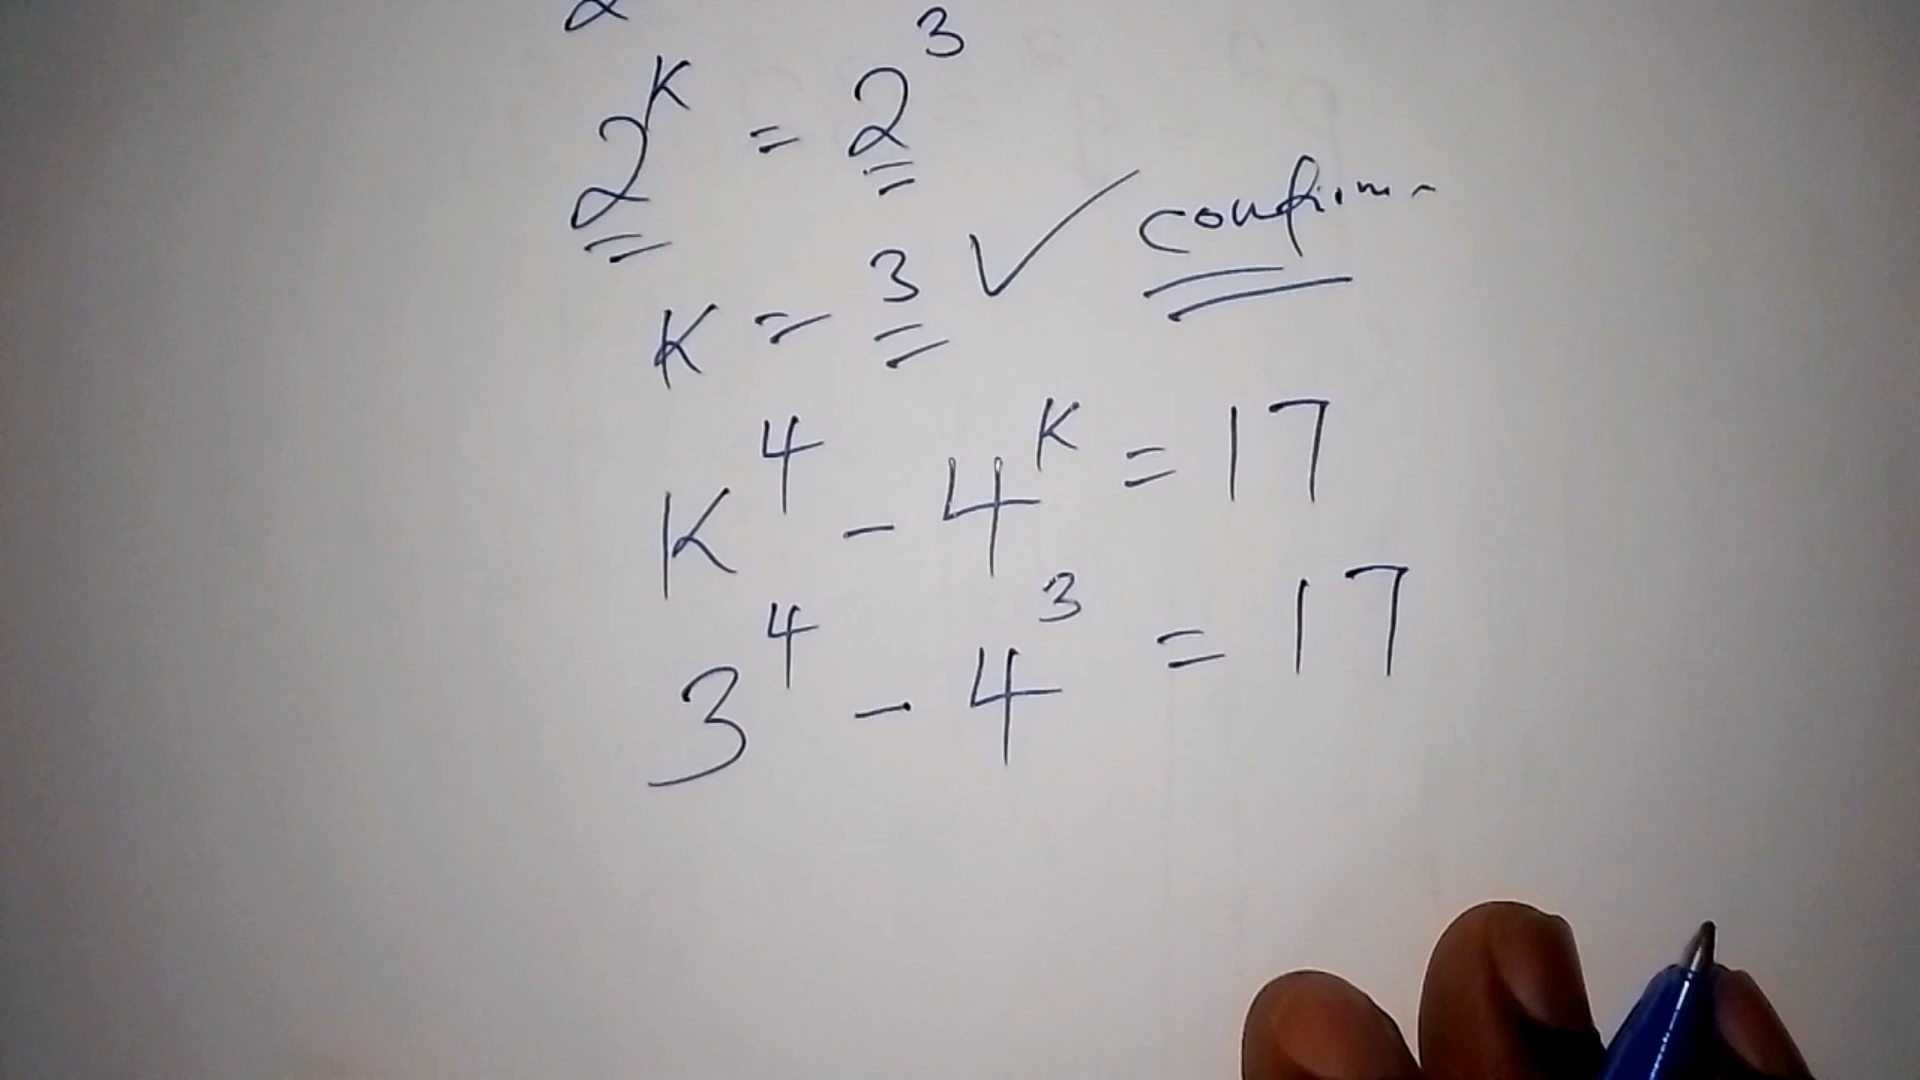 2^K = 2^3
K = 3 ✓ confirm
K^4 - 4^K = 17
3^4 - 4^3 = 17